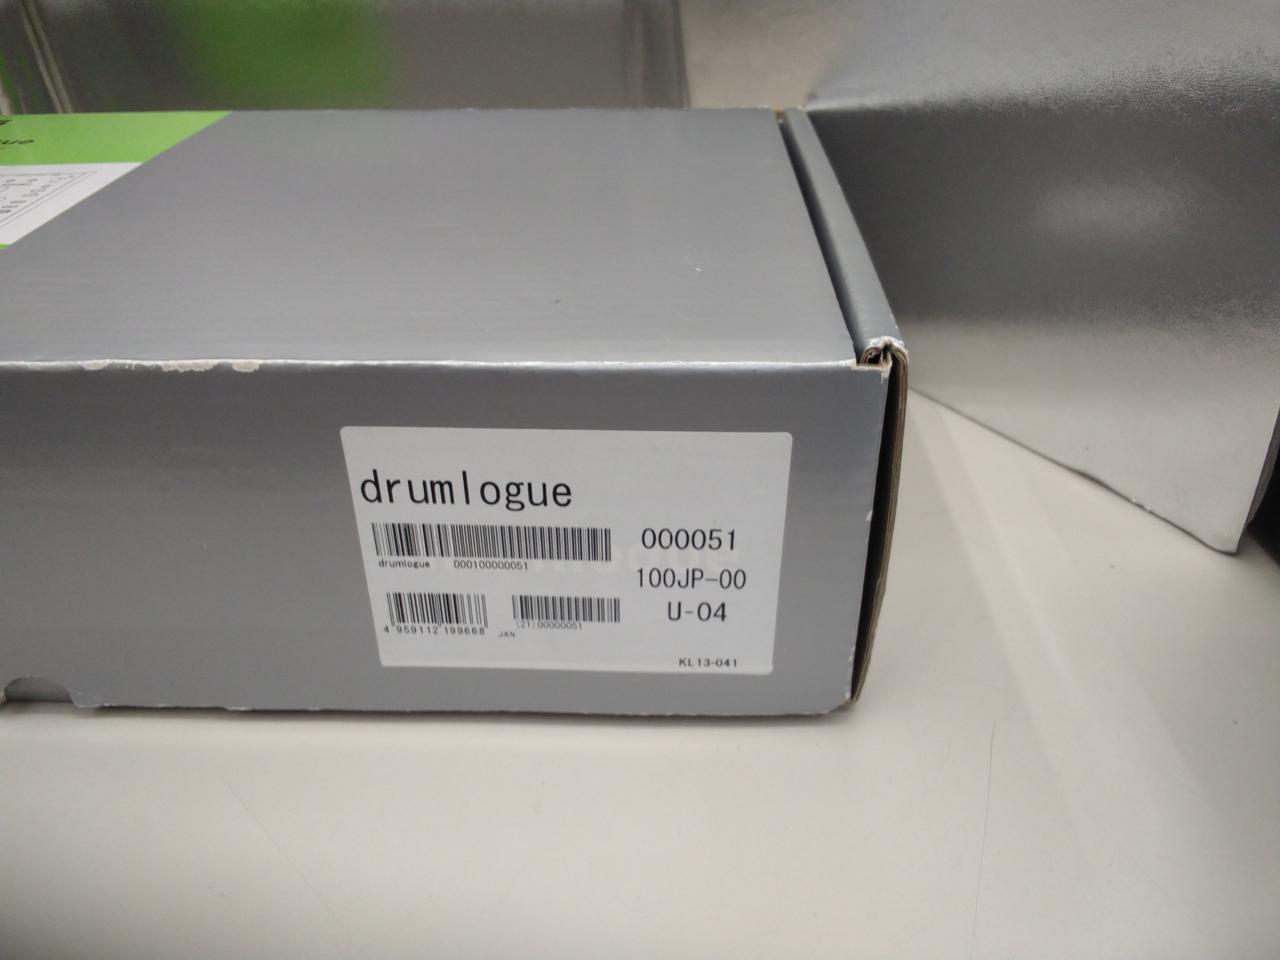 drumlogue
000051
drumlogue 000100000051
100JP-00
U-04
4 959112 199668 JAN
(21)00000051
KL13-041